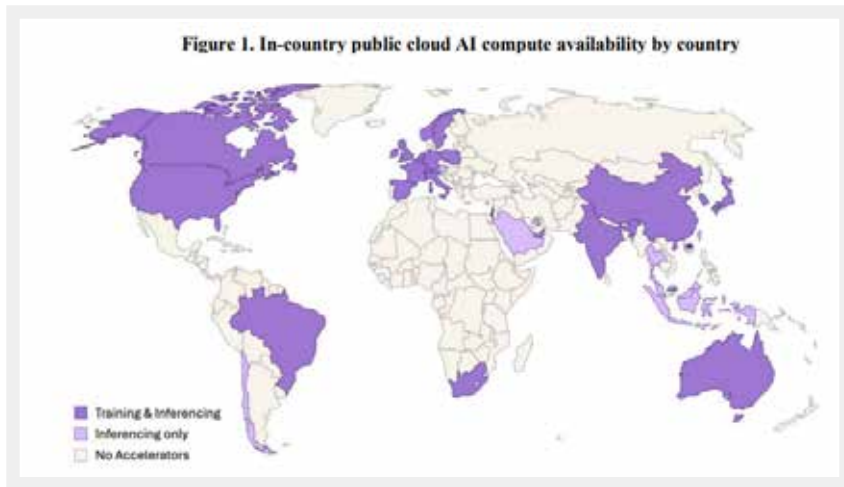 Figure 1. In-country public cloud AI compute availability by country
Training & Inferencing
Inferencing only
No Accelerators